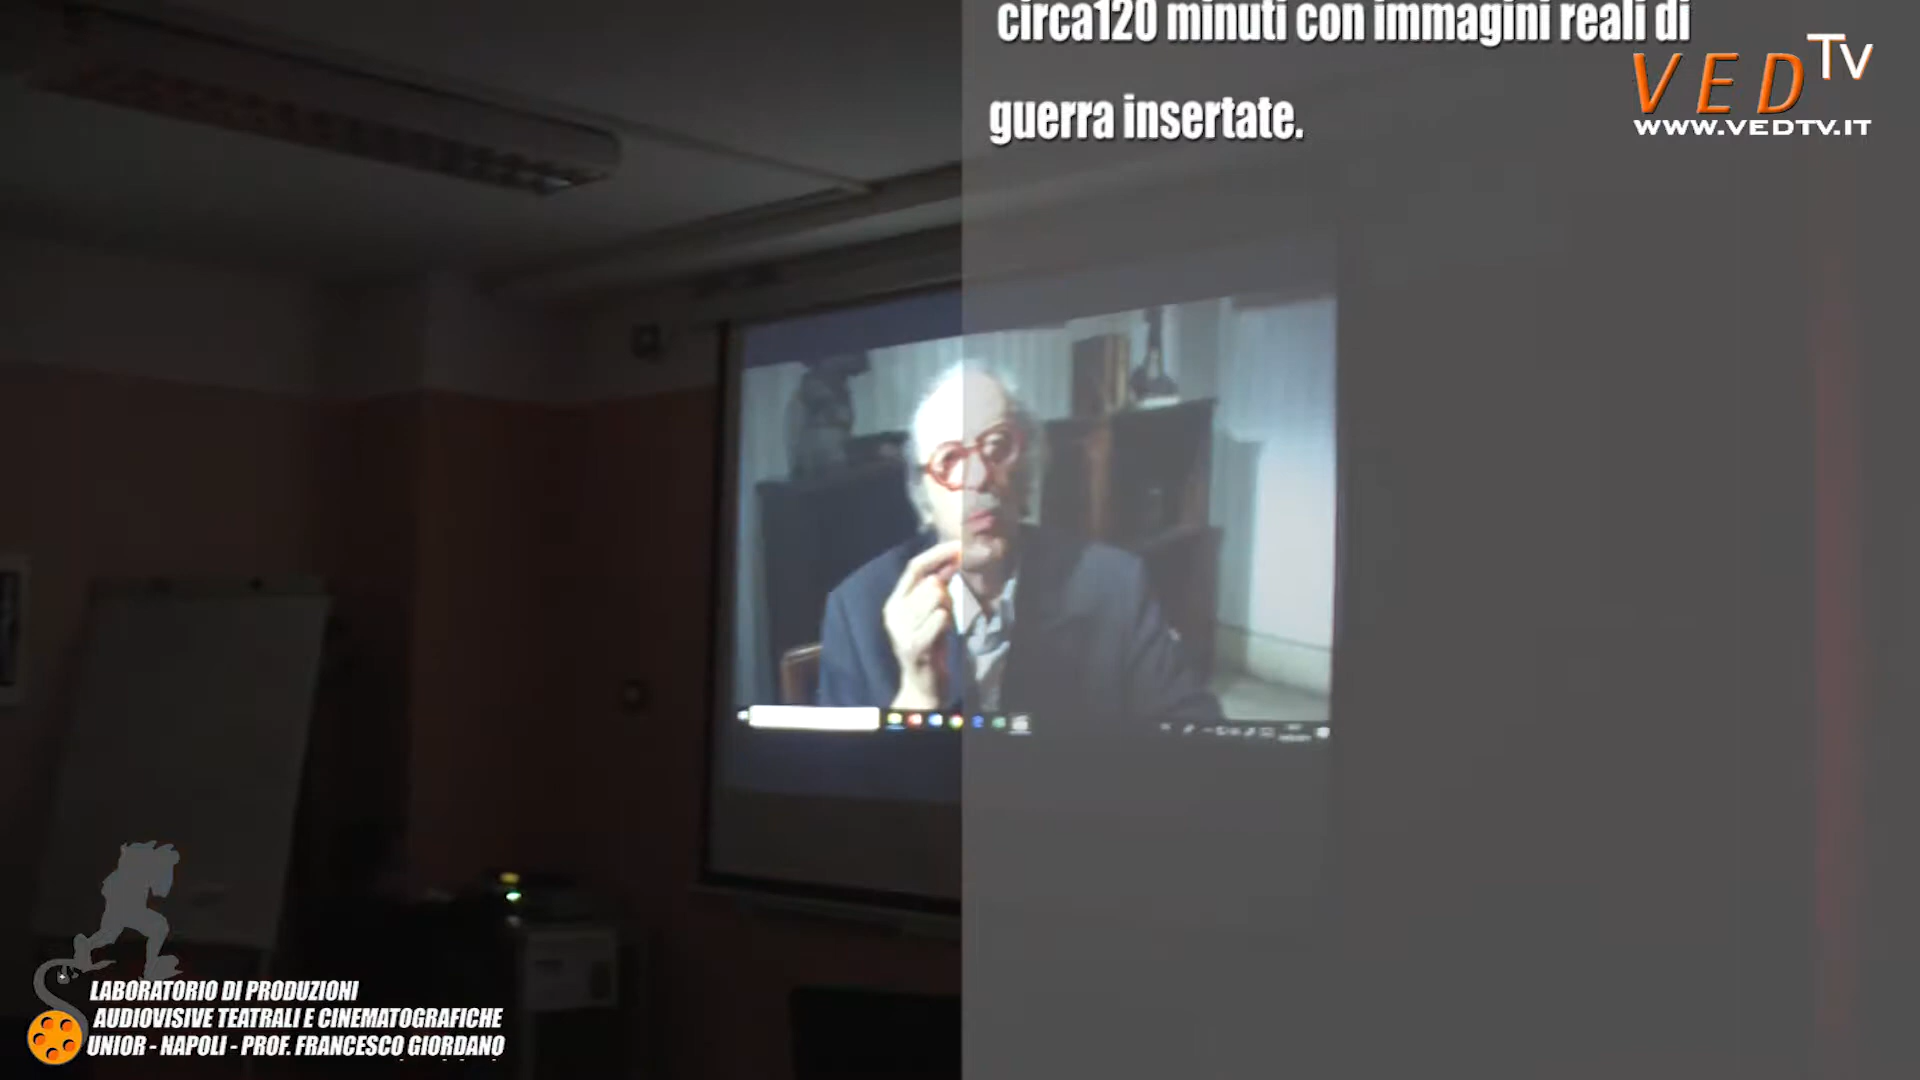 circa120 minuti con immagini reali di
guerra insertate.
VED Tv
WWW.VEDTV.IT
LABORATORIO DI PRODUZIONI
AUDIOVISIVE TEATRALI E CINEMATOGRAFICHE
UNIOR - NAPOLI - PROF. FRANCESCO GIORDANO